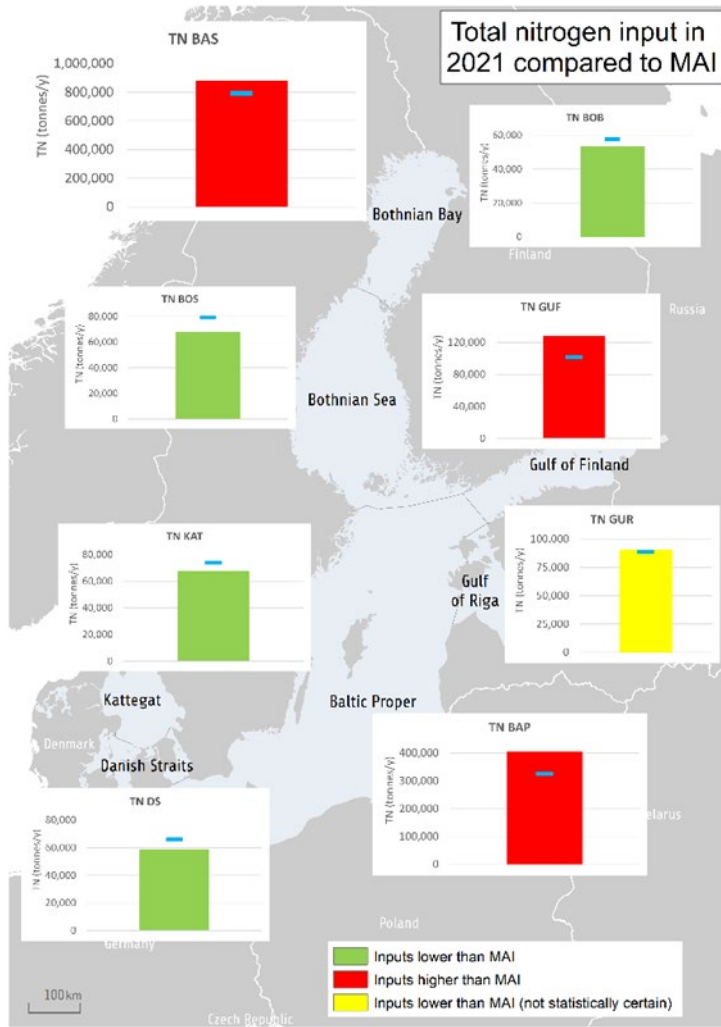 Total nitrogen input in
2021 compared to MAI
TN BAS
TN (tonnes/y)
1,000,000
800,000
600,000
400,000
200,000
0
TN BOB
TN (tonnes/y)
60,000
40,000
20,000
0
Bothnian Bay
Finland
Russia
TN BOS
TN (tonnes/y)
80,000
60,000
40,000
20,000
0
TN GUF
TN (tonnes/y)
120,000
80,000
40,000
0
Bothnian Sea
Gulf of Finland
TN KAT
TN (tonnes/y)
80,000
60,000
40,000
20,000
0
TN GUR
TN (tonnes/y)
100,000
75,000
50,000
25,000
0
Gulf
of Riga
Kattegat
Baltic Proper
Denmark
Danish Straits
TN BAP
TN (tonnes/y)
400,000
300,000
200,000
100,000
0
elarus
TN DS
TN (tonnes/y)
80,000
60,000
40,000
20,000
0
Poland
Germany
Inputs lower than MAI
Inputs higher than MAI
Inputs lower than MAI (not statistically certain)
100km
Czech Republic